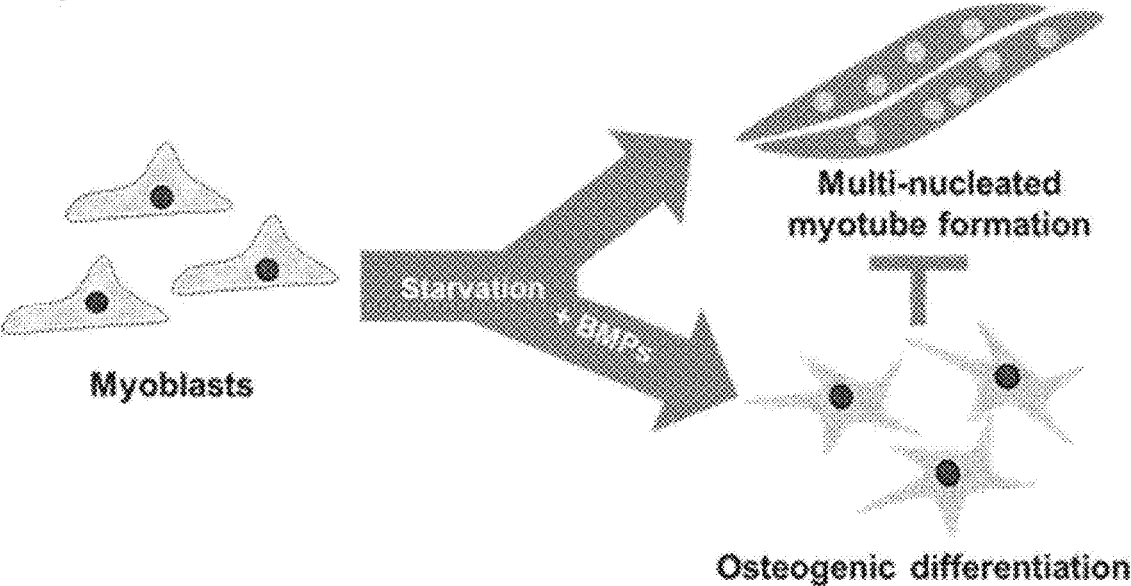 Multi-nucleated
myotube formation
Starvation
+ BMPs
Myoblasts
Osteogenic differentiation